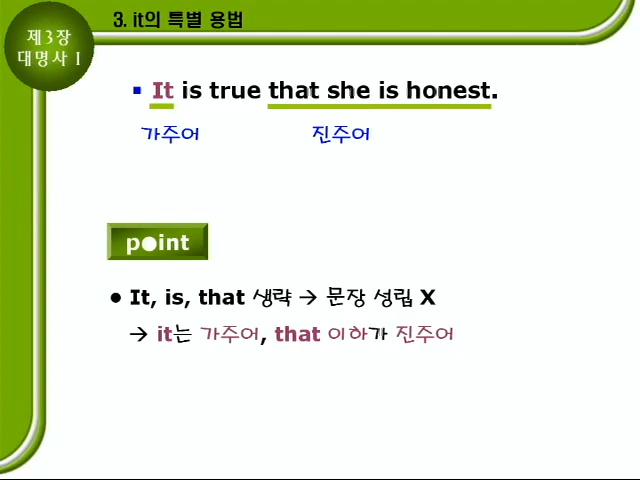 3. it의 특별 용법
제3장
대명사 I
▪ It is true that she is honest.
가주어 진주어
point
● It, is, that 생략 → 문장 성립 X
→ it는 가주어, that 이하가 진주어